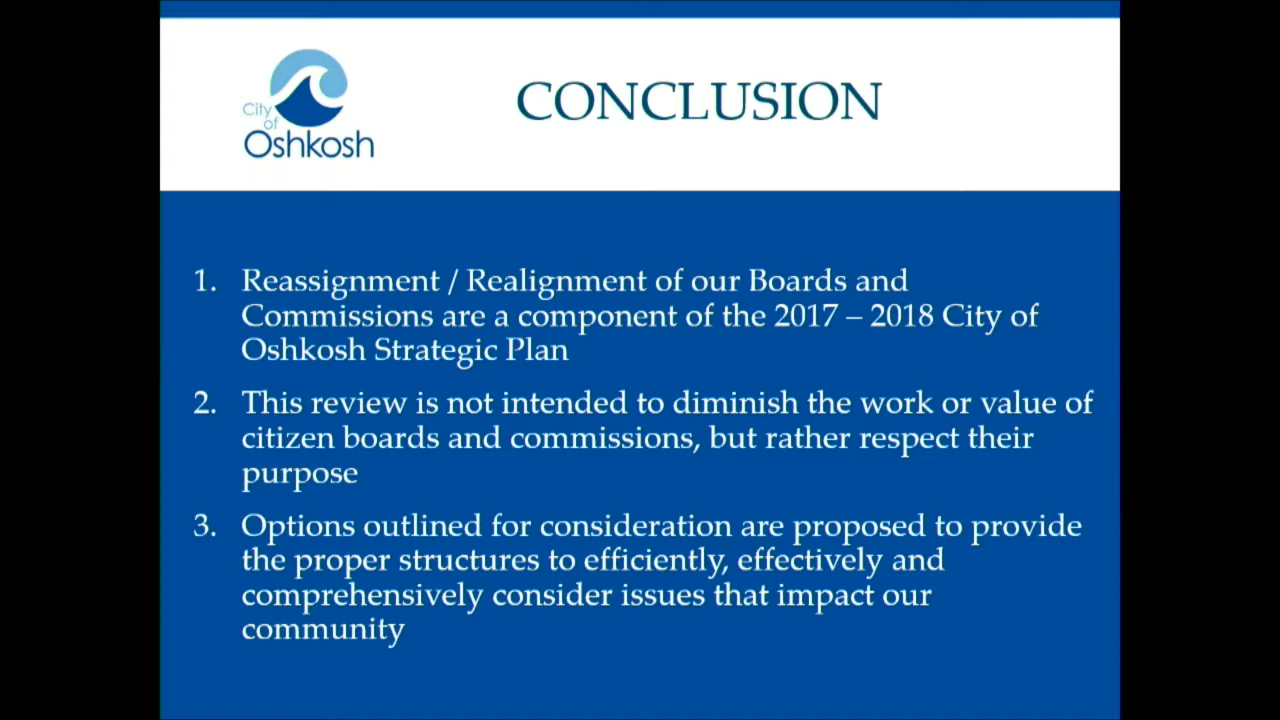 City
of
Oshkosh
CONCLUSION
1. Reassignment / Realignment of our Boards and
Commissions are a component of the 2017 – 2018 City of
Oshkosh Strategic Plan
2. This review is not intended to diminish the work or value of
citizen boards and commissions, but rather respect their
purpose
3. Options outlined for consideration are proposed to provide
the proper structures to efficiently, effectively and
comprehensively consider issues that impact our
community